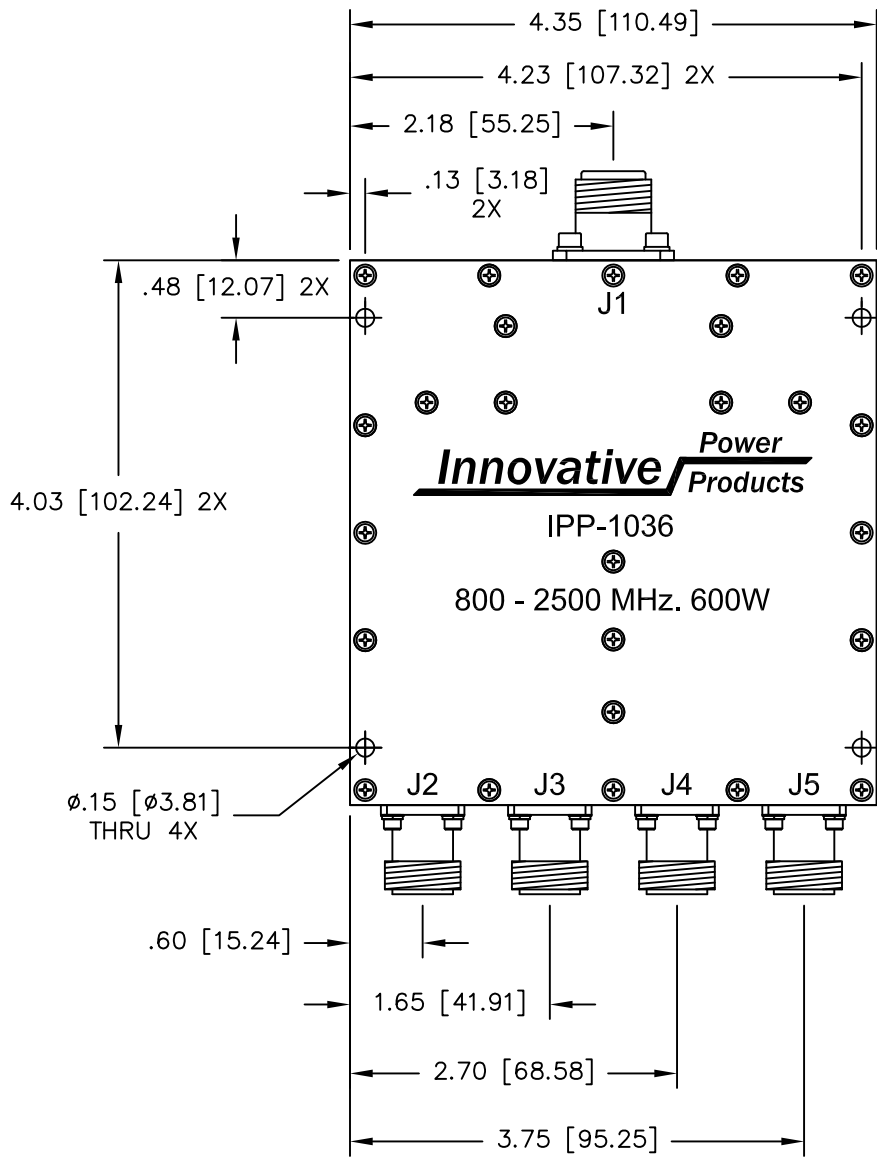 4.35 [110.49]
4.23 [107.32] 2X
2.18 [55.25]
.13 [3.18]
2X
.48 [12.07] 2X
J1
Power
Innovative
Products
4.03 [102.24] 2X
IPP-1036
800 - 2500 MHz. 600W
ø.15 [ø3.81]
THRU 4X
J2 J3 J4 J5
.60 [15.24]
1.65 [41.91]
2.70 [68.58]
3.75 [95.25]